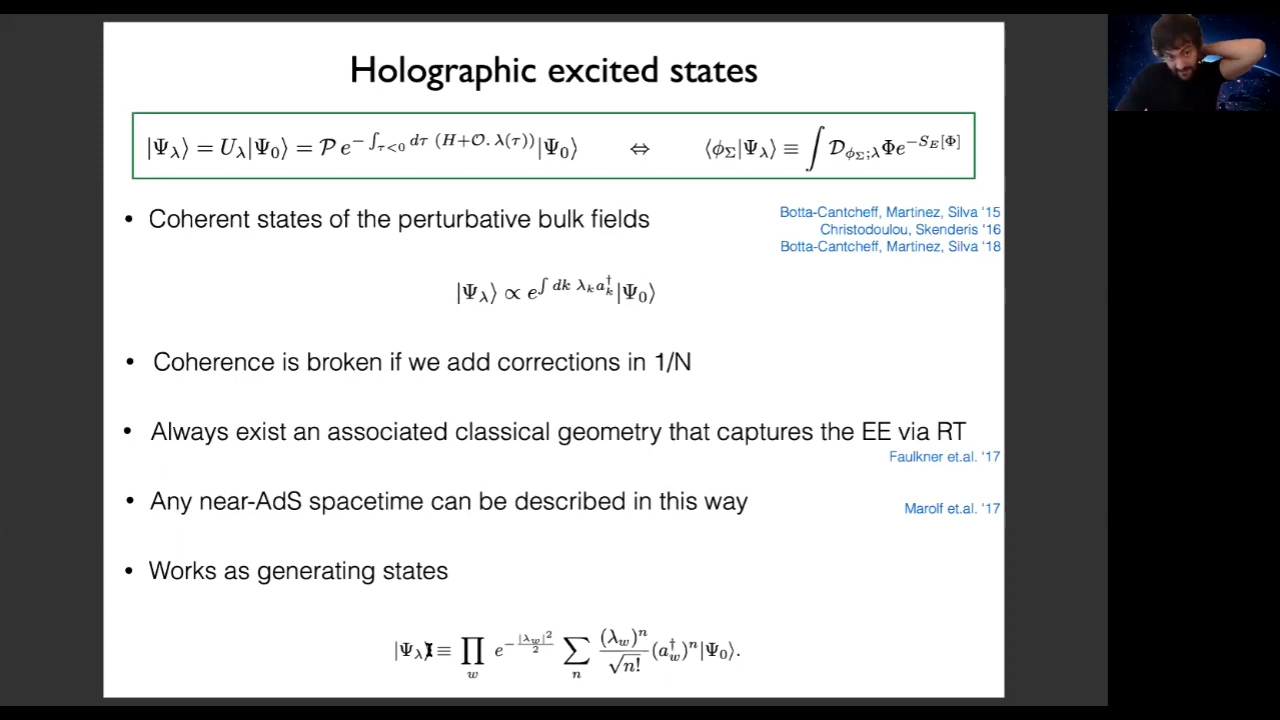 Holographic excited states
|Ψ_λ⟩ = U_λ|Ψ_0⟩ = 𝒫 e^{−∫_{τ<0} dτ (H+𝒪.λ(τ))}|Ψ_0⟩ ⇔ ⟨ϕ_Σ|Ψ_λ⟩ ≡ ∫ 𝒟_{ϕ_Σ;λ}Φe^{−S_E[Φ]}
• Coherent states of the perturbative bulk fields
Botta-Cantcheff, Martinez, Silva '15
Christodoulou, Skenderis '16
Botta-Cantcheff, Martinez, Silva '18
|Ψ_λ⟩ ∝ e^{∫ dk λ_k a_k^†}|Ψ_0⟩
• Coherence is broken if we add corrections in 1/N
• Always exist an associated classical geometry that captures the EE via RT
Faulkner et.al. '17
• Any near-AdS spacetime can be described in this way
Marolf et.al. '17
• Works as generating states
|Ψ_λ⟩ ≡ ∏_w e^{−|λ_w|^2/2} ∑_n (λ_w)^n/√n! (a_w^†)^n|Ψ_0⟩.